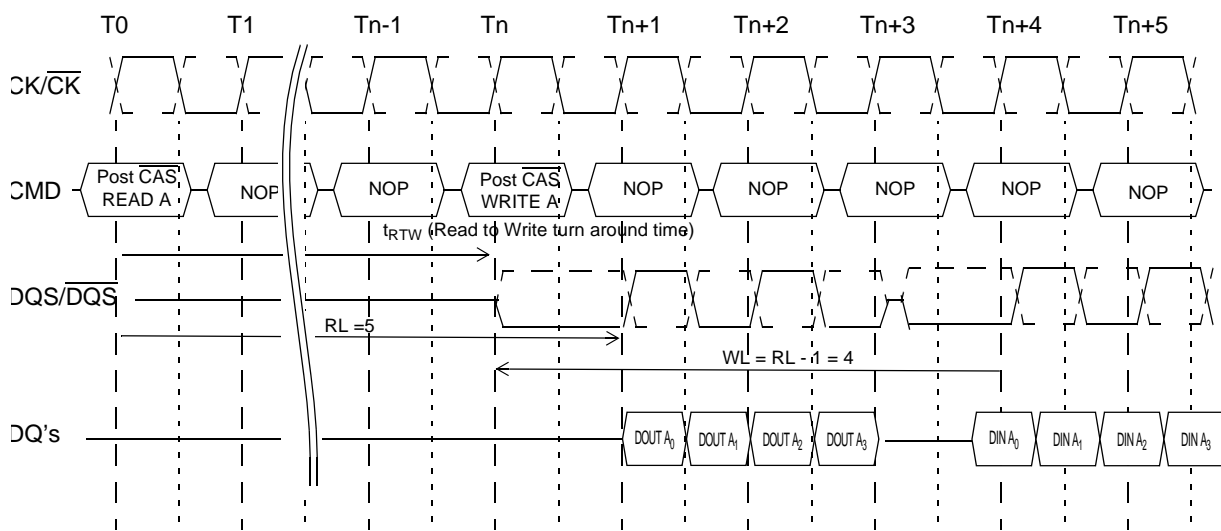 T0 T1 Tn-1 Tn Tn+1 Tn+2 Tn+3 Tn+4 Tn+5
CK/CK
CMD
Post CAS
READ A
NOP
NOP
Post CAS
WRITE A
NOP
NOP
NOP
NOP
NOP
tRTW (Read to Write turn around time)
DQS/DQS
RL =5
WL = RL - 1 = 4
DQ's
DOUT A0 DOUT A1 DOUT A2 DOUT A3 DIN A0 DIN A1 DIN A2 DIN A3